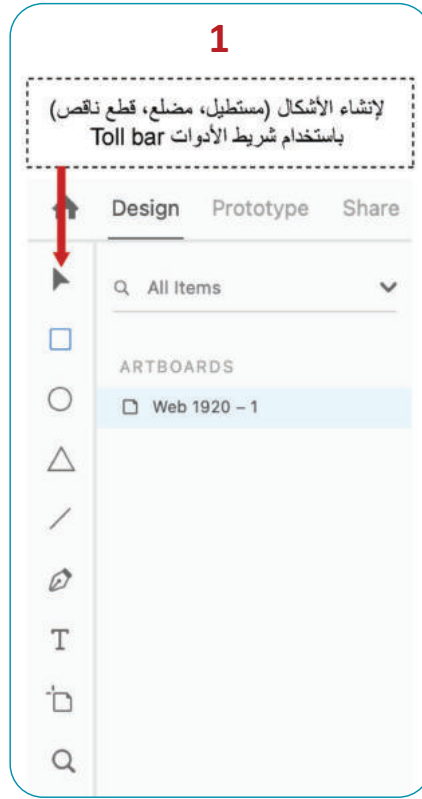 1
لإنشاء الأشكال (مستطيل، مضلع، قطع ناقص)
باستخدام شريط الأدوات Toll bar
Design Prototype Share
All Items
ARTBOARDS
Web 1920 – 1
T